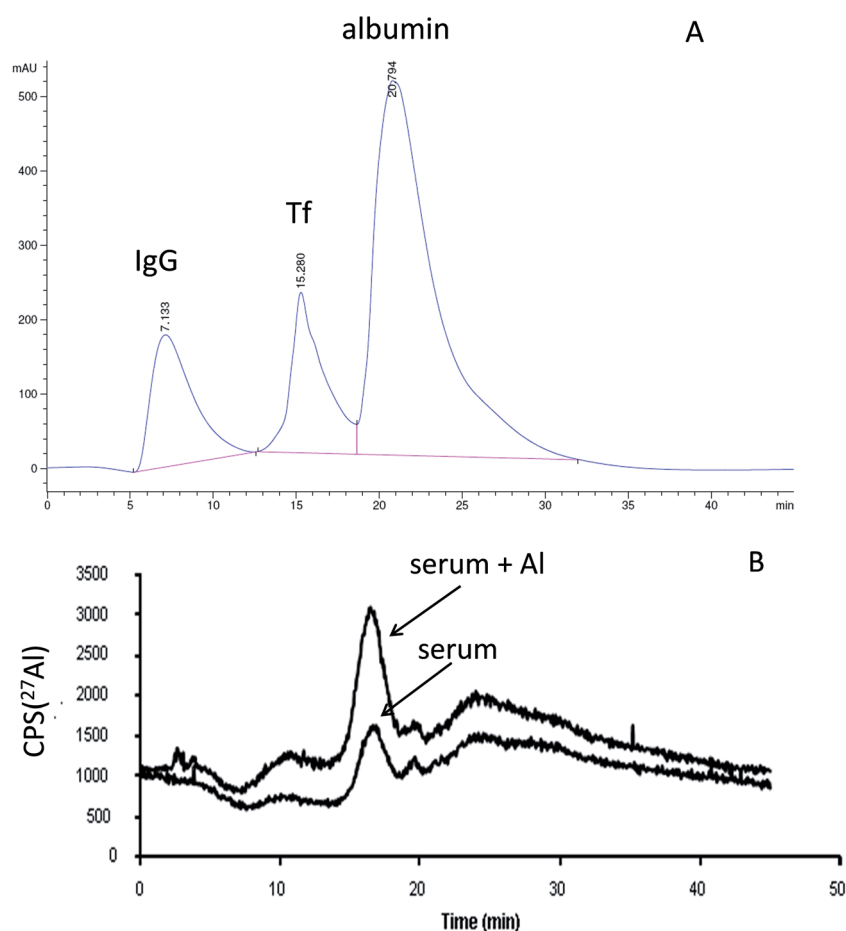 albumin
A
mAU
20.794
500
400
Tf
300
15.280
IgG
7.133
200
100
0
0 5 10 15 20 25 30 35 40 min
B
serum + Al
3500
3000
serum
2500
2000
1500
1000
500
0
CPS(²⁷Al)
0 10 20 30 40 50
Time (min)